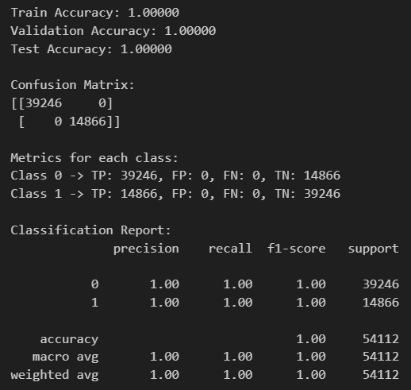 Train Accuracy: 1.00000
Validation Accuracy: 1.00000
Test Accuracy: 1.00000
Confusion Matrix:
[[39246     0]
 [    0 14866]]
Metrics for each class:
Class 0 -> TP: 39246, FP: 0, FN: 0, TN: 14866
Class 1 -> TP: 14866, FP: 0, FN: 0, TN: 39246
Classification Report:
              precision    recall  f1-score   support
           0       1.00      1.00      1.00     39246
           1       1.00      1.00      1.00     14866
    accuracy                           1.00     54112
   macro avg       1.00      1.00      1.00     54112
weighted avg       1.00      1.00      1.00     54112